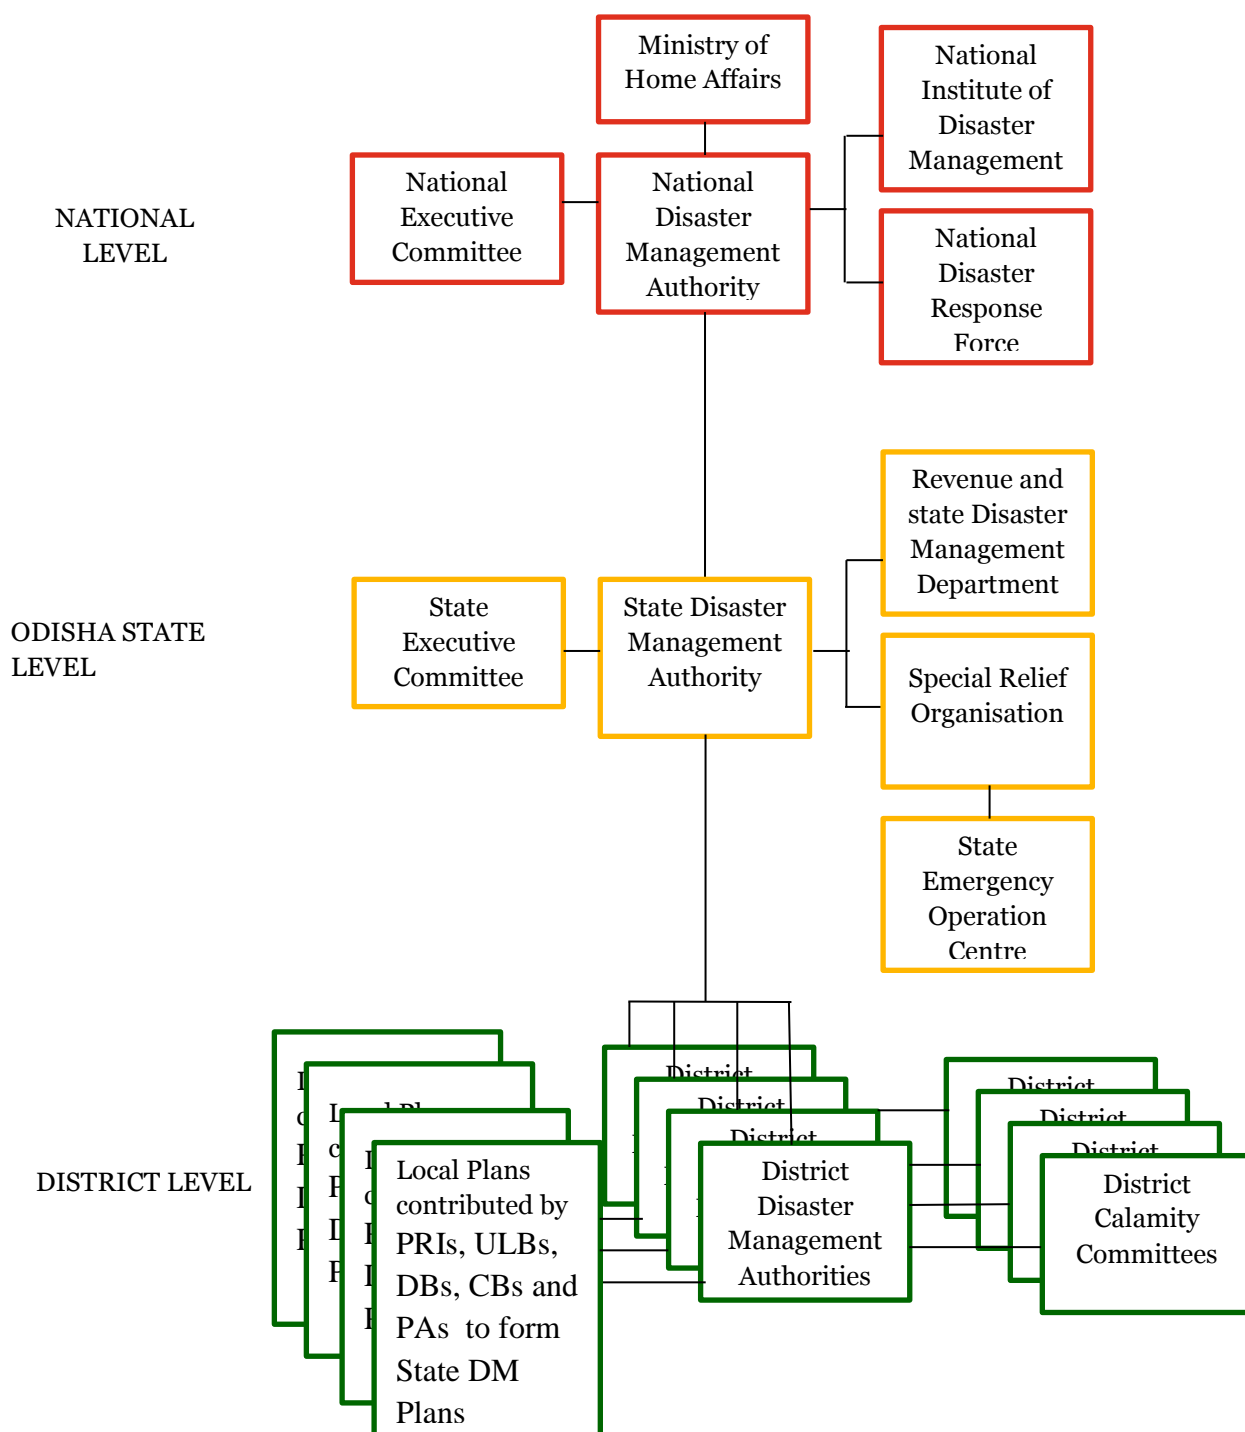 Ministry of
Home Affairs
National
Institute of
Disaster
Management
National
Executive
Committee
National
Disaster
Management
Authority
NATIONAL
LEVEL
National
Disaster
Response
Force
Revenue and
state Disaster
Management
Department
State
Executive
Committee
State Disaster
Management
Authority
ODISHA STATE
LEVEL
Special Relief
Organisation
State
Emergency
Operation
Centre
District
District
District
District
District
District
DISTRICT LEVEL
Local Plans
contributed by
PRIs, ULBs,
DBs, CBs and
PAs to form
State DM
Plans
District
Disaster
Management
Authorities
District
Calamity
Committees